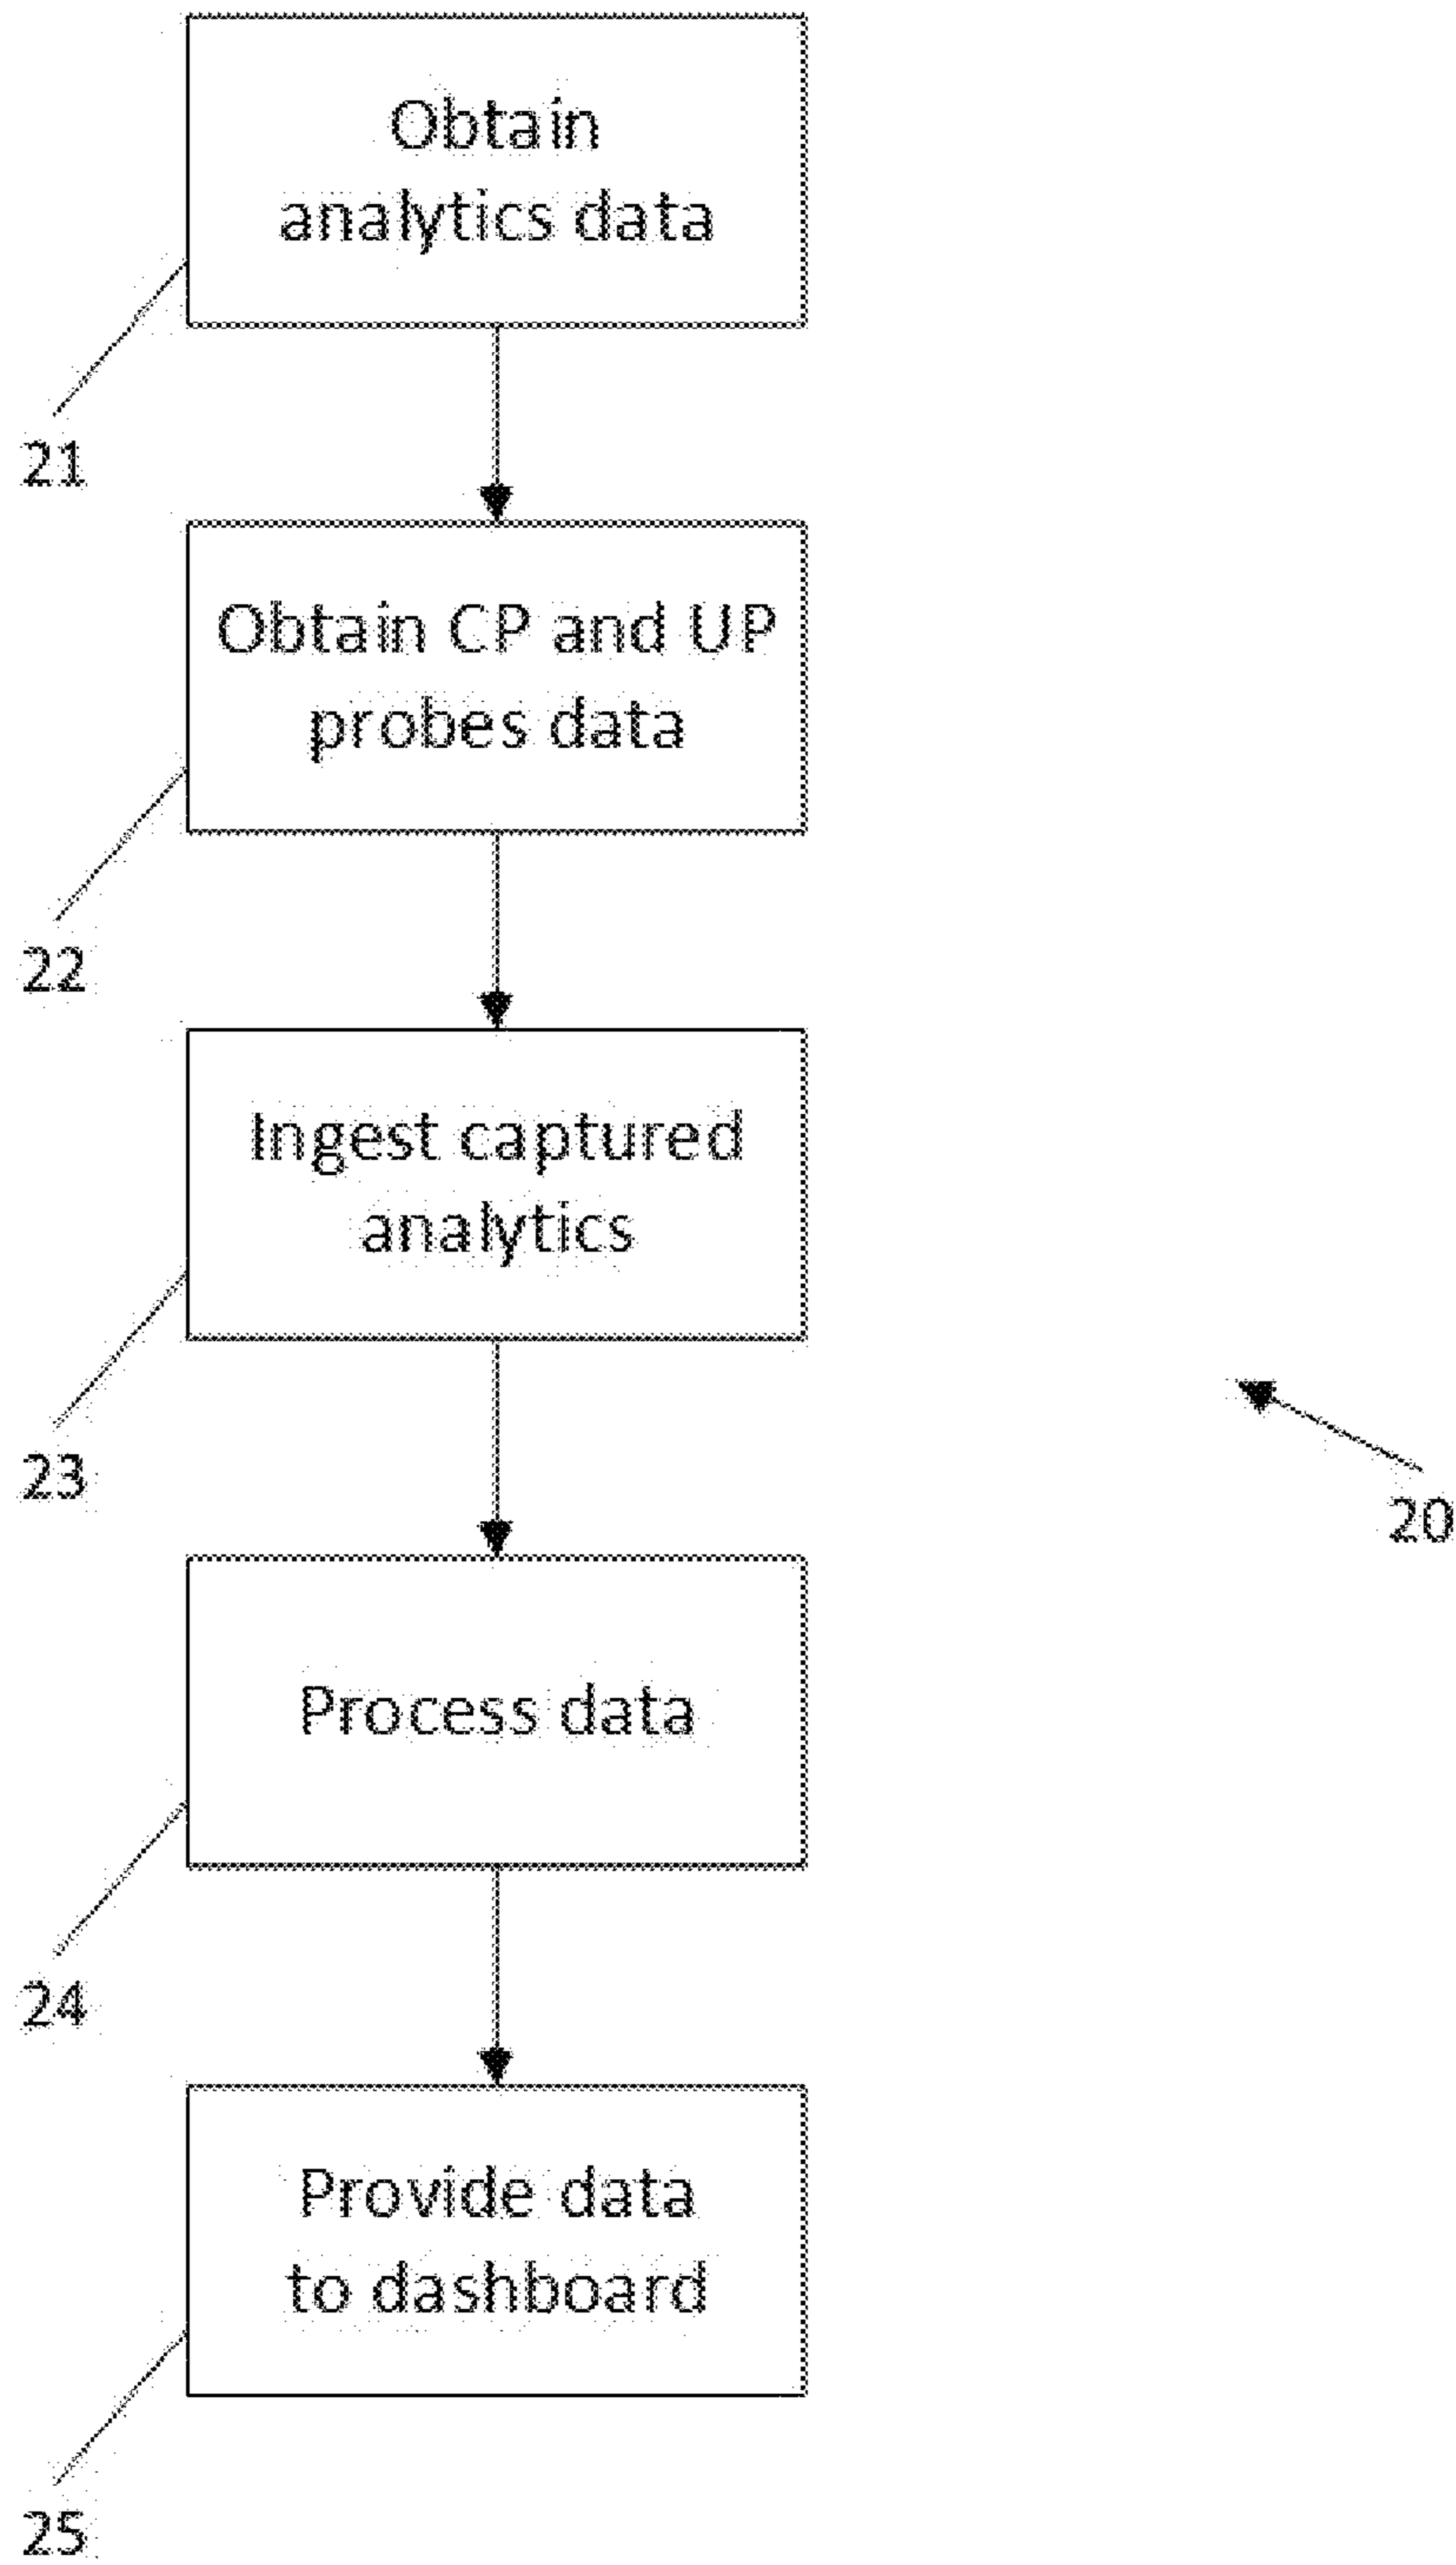 Obtain
analytics data
21
Obtain CP and UP
probes data
22
Ingest captured
analytics
23
20
Process data
24
Provide data
to dashboard
25